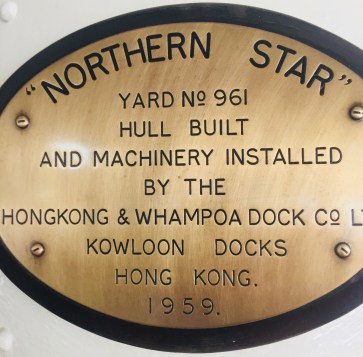 "NORTHERN STAR"
YARD Nº 961
HULL BUILT
AND MACHINERY INSTALLED
BY THE
HONGKONG & WHAMPOA DOCK Cº
KOWLOON DOCKS
HONG KONG.
1959.